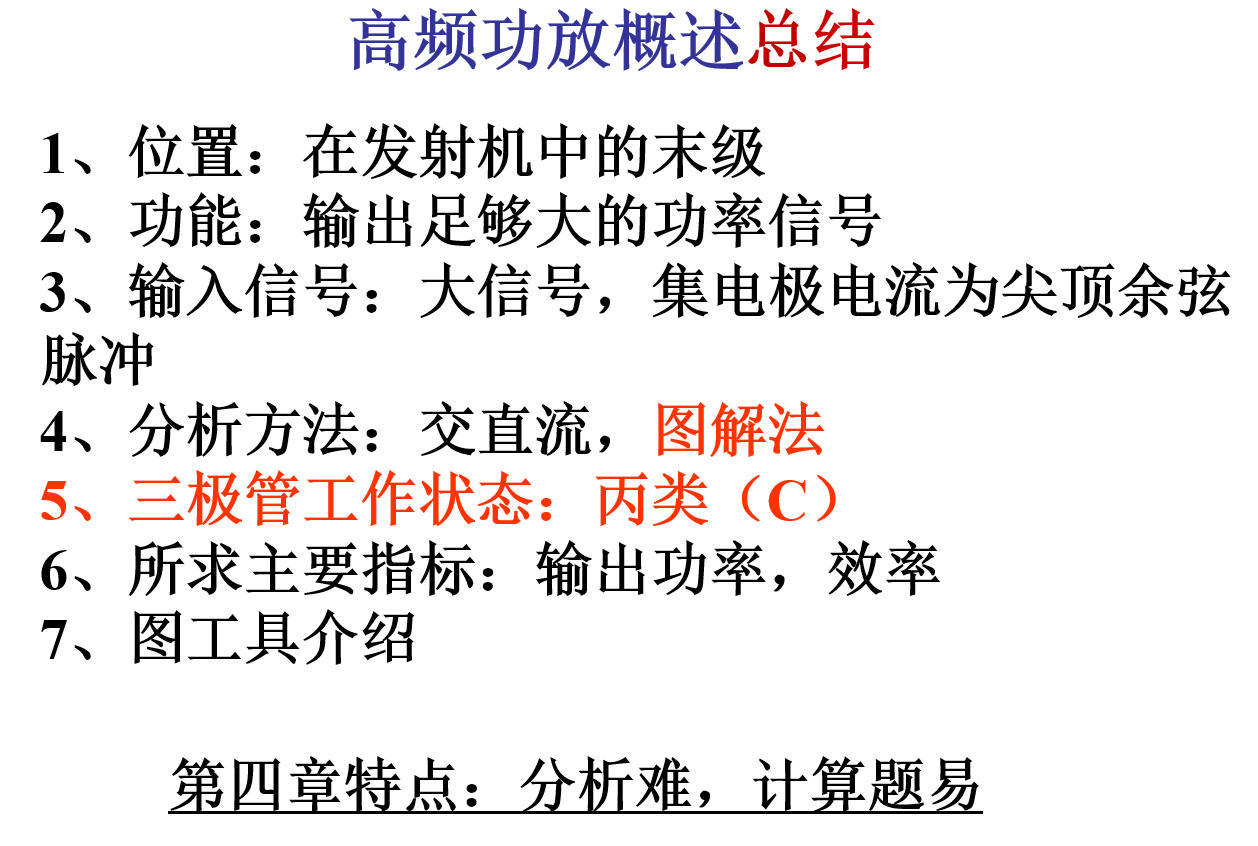 高频功放概述总结
1、位置：在发射机中的末级
2、功能：输出足够大的功率信号
3、输入信号：大信号，集电极电流为尖顶余弦
脉冲
4、分析方法：交直流，图解法
5、三极管工作状态：丙类（C）
6、所求主要指标：输出功率，效率
7、图工具介绍
第四章特点：分析难，计算题易